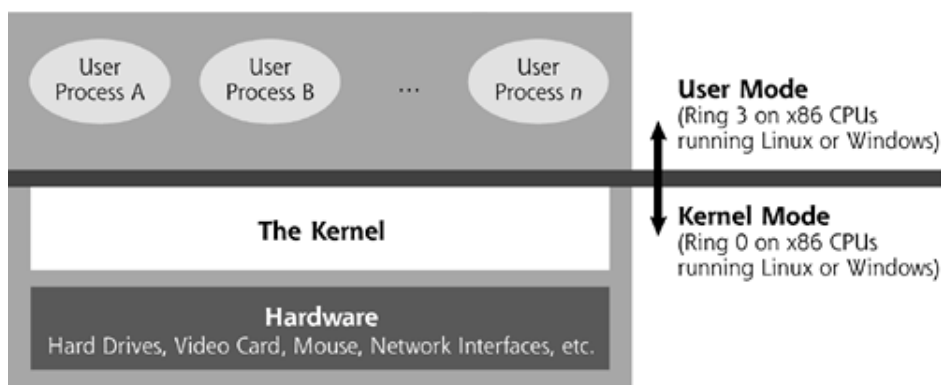 User
Process A
User
Process B
...
User
Process n
User Mode
(Ring 3 on x86 CPUs
running Linux or Windows)
The Kernel
Kernel Mode
(Ring 0 on x86 CPUs
running Linux or Windows)
Hardware
Hard Drives, Video Card, Mouse, Network Interfaces, etc.